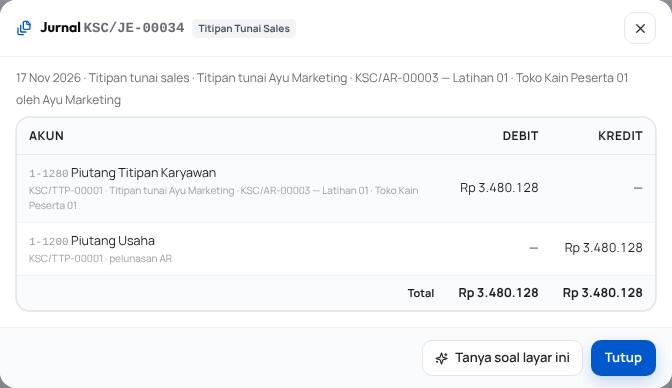 Jurnal KSC/JE-00034 Titipan Tunai Sales
17 Nov 2026 · Titipan tunai sales · Titipan tunai Ayu Marketing · KSC/AR-00003 — Latihan 01 · Toko Kain Peserta 01
oleh Ayu Marketing
AKUN DEBIT KREDIT
1-1280 Piutang Titipan Karyawan
KSC/TTP-00001 · Titipan tunai Ayu Marketing · KSC/AR-00003 — Latihan 01 · Toko Kain
Peserta 01
Rp 3.480.128 —
1-1200 Piutang Usaha
KSC/TTP-00001 · pelunasan AR
— Rp 3.480.128
Total Rp 3.480.128 Rp 3.480.128
Tanya soal layar ini Tutup